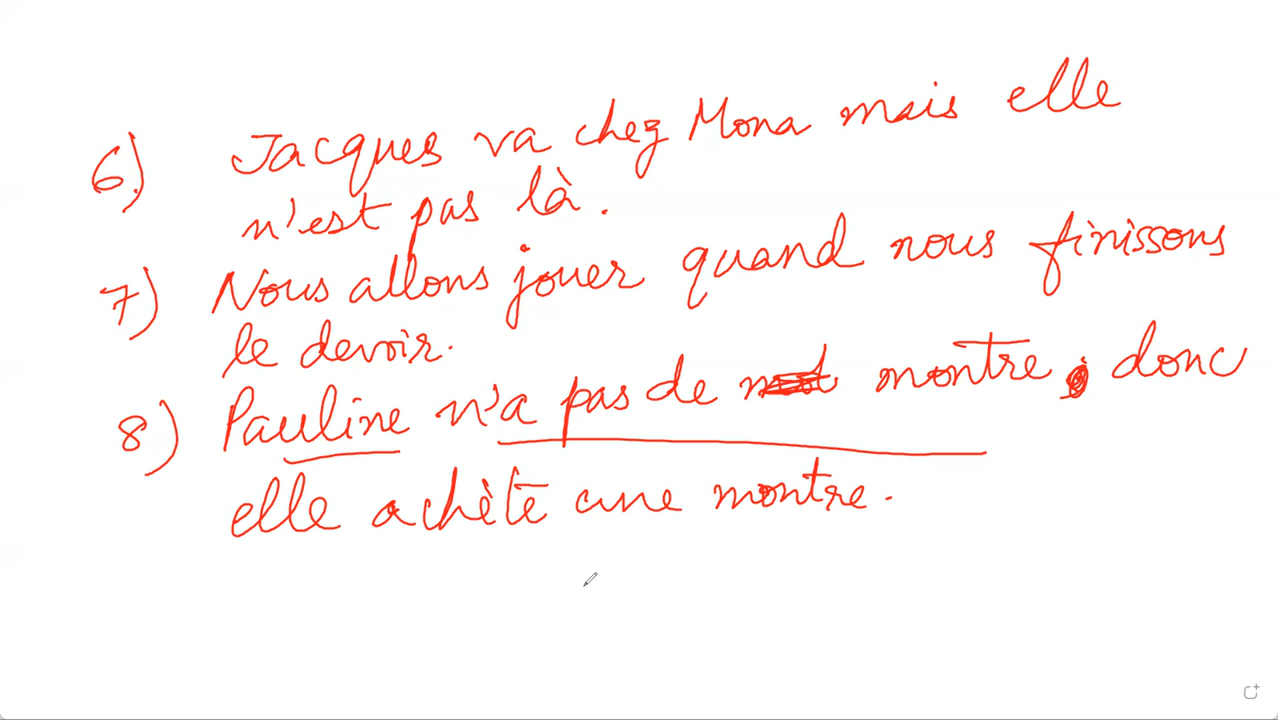 6) Jacques va chez Mona mais elle
n'est pas là.
7) Nous allons jouer quand nous finissons
le devoir.
8) Pauline n'a pas de montre, donc
elle achète une montre.